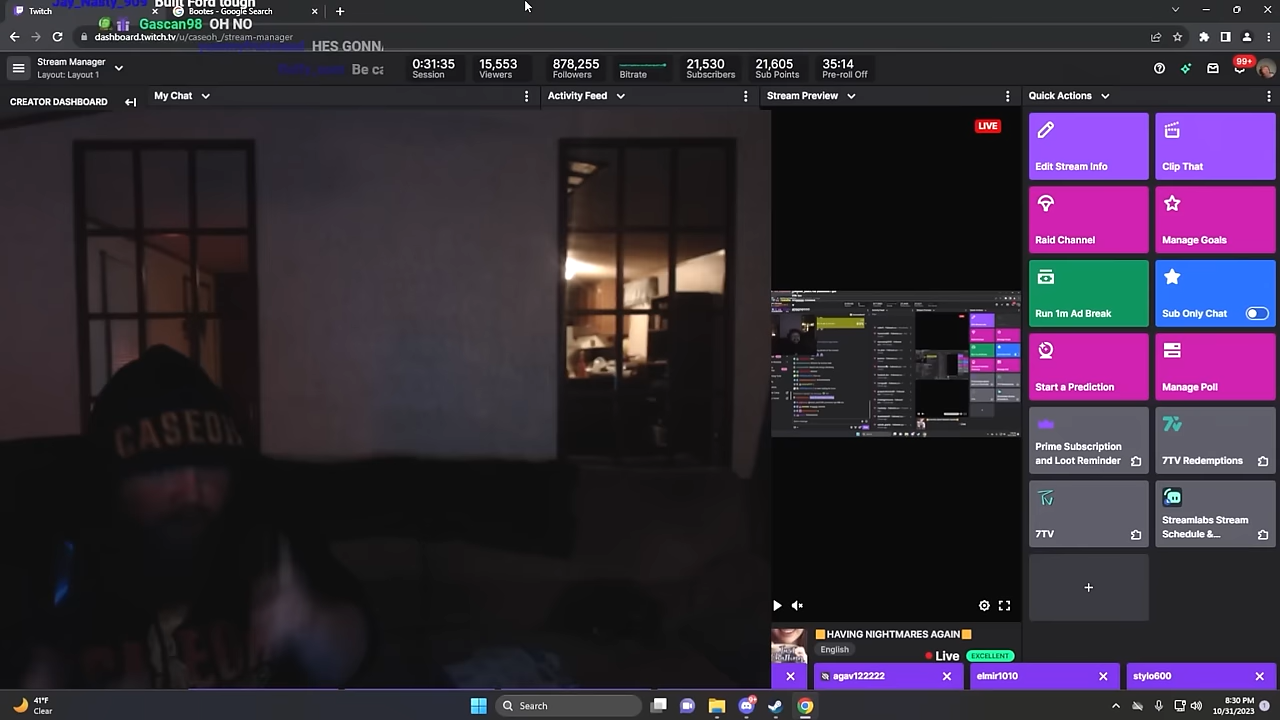 Jay_Nasty_909 Built Ford tough
Twitch
Bootes - Google Search
Gascan98 OH NO
dashboard.twitch.tv/u/caseoh_/stream-manager
HES GONN
Be ca
Stream Manager
Layout: Layout 1
0:31:35
Session
15,553
Viewers
878,255
Followers
Bitrate
21,530
Subscribers
21,605
Sub Points
35:14
Pre-roll Off
99+
CREATOR DASHBOARD
My Chat
Activity Feed
Stream Preview
Quick Actions
LIVE
Edit Stream Info
Clip That
Raid Channel
Manage Goals
Run 1m Ad Break
Sub Only Chat
Start a Prediction
Manage Poll
Prime Subscription
and Loot Reminder
7TV Redemptions
7TV
Streamlabs Stream
Schedule &...
HAVING NIGHTMARES AGAIN
English
Live
EXCELLENT
agav122222
elmir1010
stylo600
41°F
Clear
Search
8:30 PM
10/31/2023